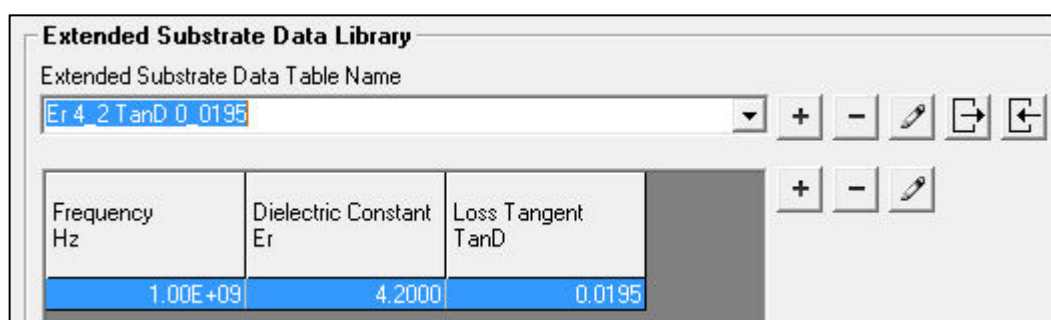 Extended Substrate Data Library
Extended Substrate Data Table Name
Er 4_2 TanD 0_0195
Frequency
Hz
Dielectric Constant
Er
Loss Tangent
TanD
1.00E+09 4.2000 0.0195